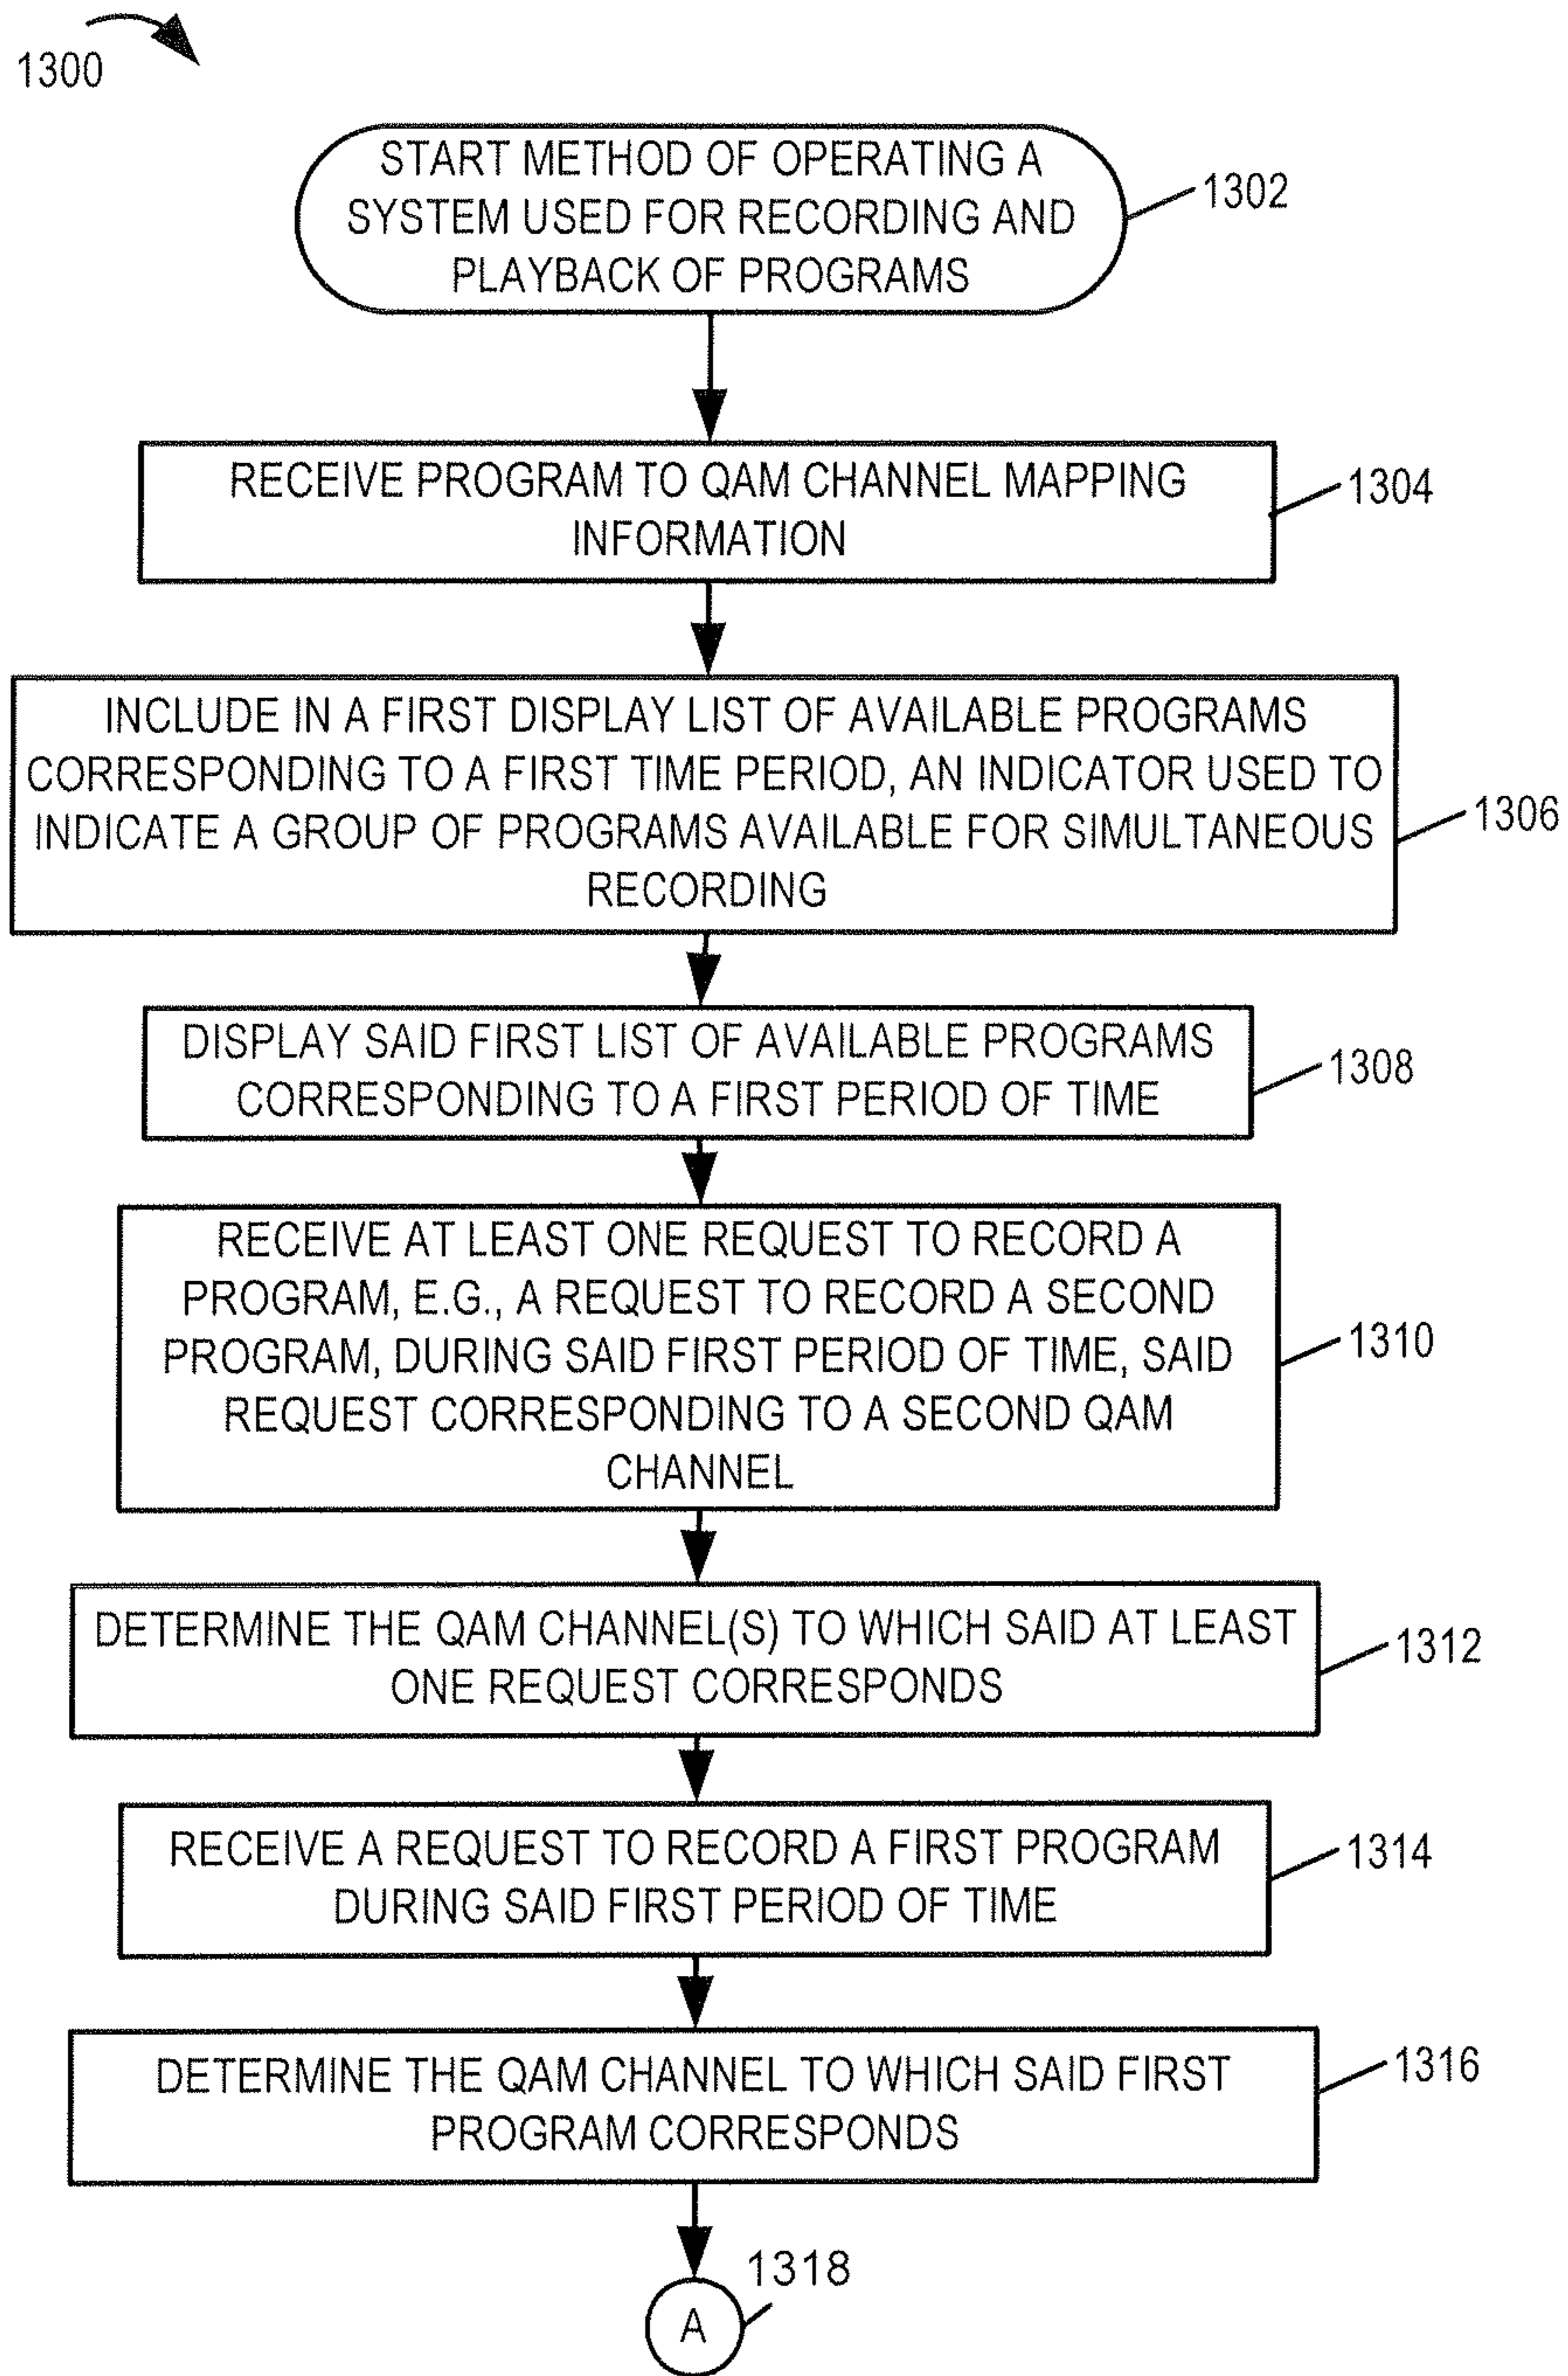 1300
START METHOD OF OPERATING A
SYSTEM USED FOR RECORDING AND
PLAYBACK OF PROGRAMS
1302
RECEIVE PROGRAM TO QAM CHANNEL MAPPING
INFORMATION
1304
INCLUDE IN A FIRST DISPLAY LIST OF AVAILABLE PROGRAMS
CORRESPONDING TO A FIRST TIME PERIOD, AN INDICATOR USED TO
INDICATE A GROUP OF PROGRAMS AVAILABLE FOR SIMULTANEOUS
RECORDING
1306
DISPLAY SAID FIRST LIST OF AVAILABLE PROGRAMS
CORRESPONDING TO A FIRST PERIOD OF TIME
1308
RECEIVE AT LEAST ONE REQUEST TO RECORD A
PROGRAM, E.G., A REQUEST TO RECORD A SECOND
PROGRAM, DURING SAID FIRST PERIOD OF TIME, SAID
REQUEST CORRESPONDING TO A SECOND QAM
CHANNEL
1310
DETERMINE THE QAM CHANNEL(S) TO WHICH SAID AT LEAST
ONE REQUEST CORRESPONDS
1312
RECEIVE A REQUEST TO RECORD A FIRST PROGRAM
DURING SAID FIRST PERIOD OF TIME
1314
DETERMINE THE QAM CHANNEL TO WHICH SAID FIRST
PROGRAM CORRESPONDS
1316
1318
A